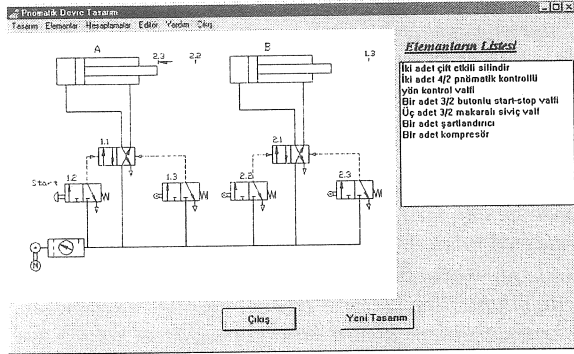 Pnömatik Devre Tasarım
Tasarım Elemanlar Hesaplamalar Editör Yardım Çıkış
A
B
2.3
2.2
1.3
Elemanların Listesi
İki adet çift etkili silindir
İki adet 4/2 pnömatik kontrollü
yön kontrol valfi
Bir adet 3/2 butonlu start-stop valfi
Üç adet 3/2 makaralı siviç valf
Bir adet şartlandırıcı
Bir adet kompresör
1.1
2.1
Start
1.2
1.3
2.2
2.3
M
Çıkış
Yeni Tasarım